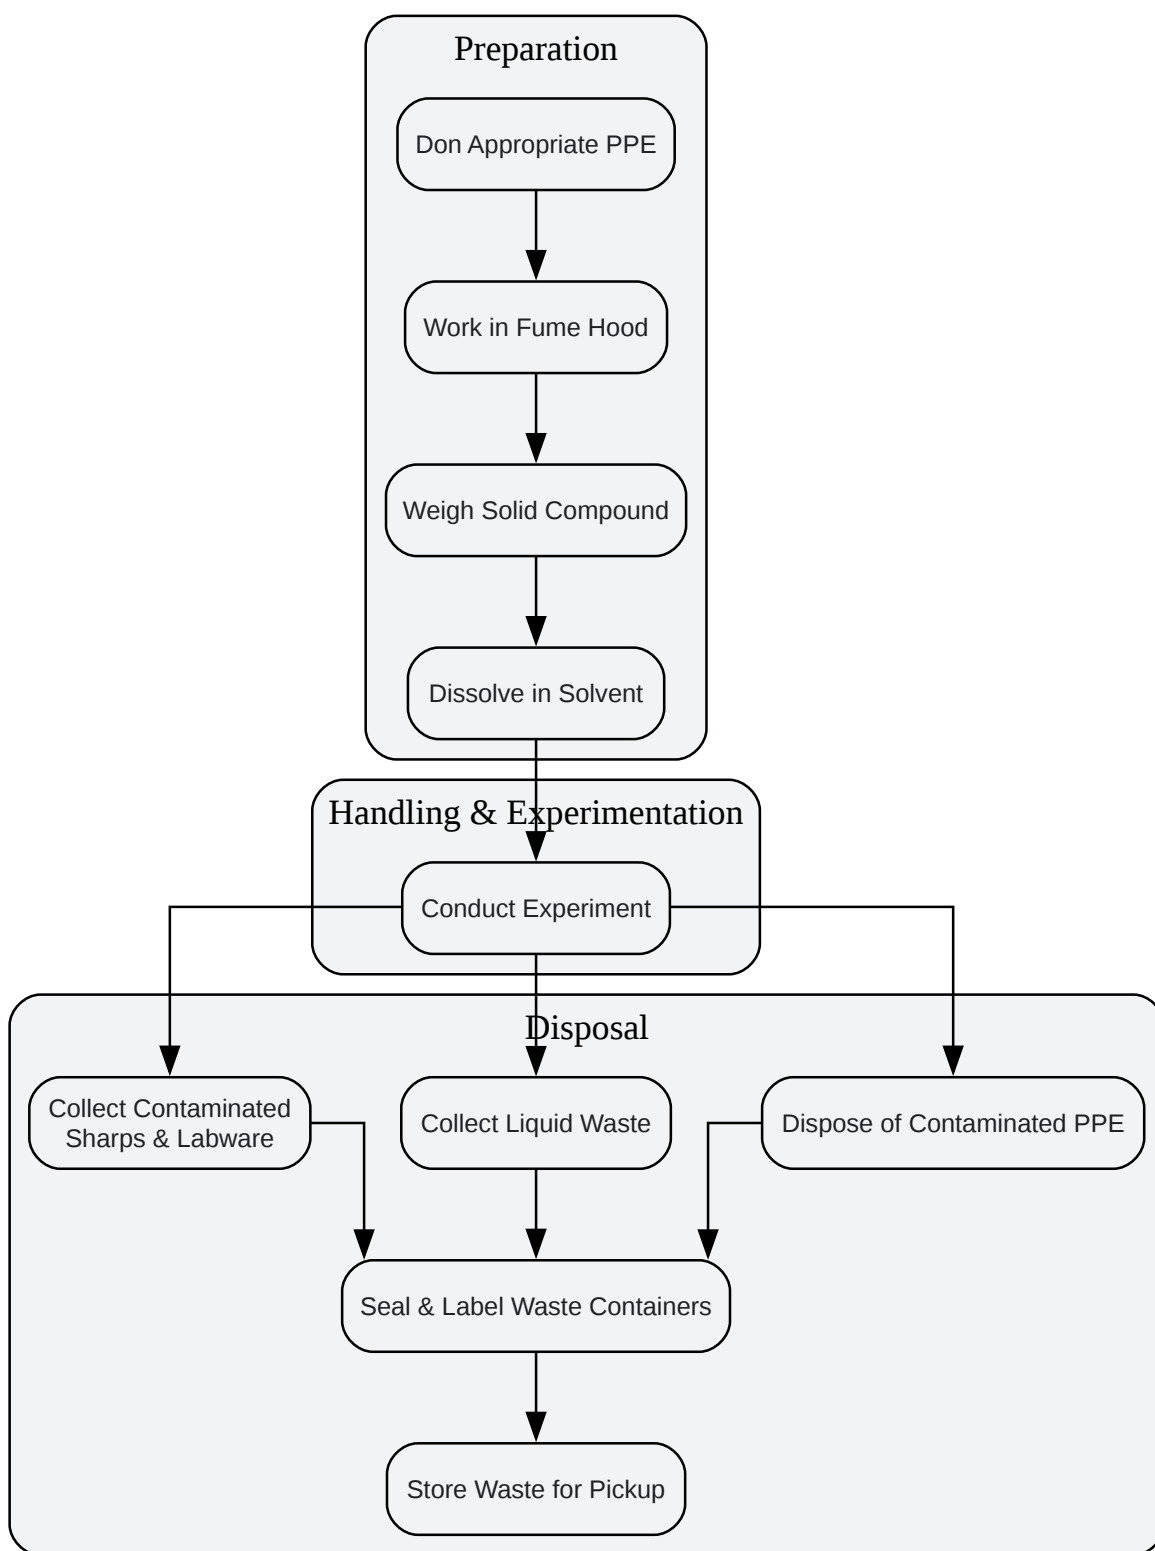 Preparation
Don Appropriate PPE
Work in Fume Hood
Weigh Solid Compound
Dissolve in Solvent
Handling & Experimentation
Conduct Experiment
Disposal
Collect Contaminated
Sharps & Labware
Collect Liquid Waste
Dispose of Contaminated PPE
Seal & Label Waste Containers
Store Waste for Pickup